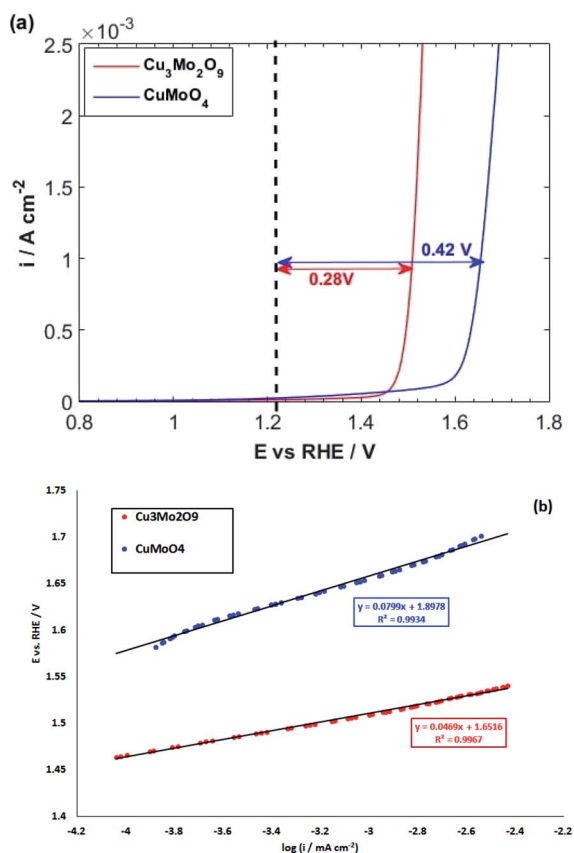 (a)
×10⁻³
2.5
2
1.5
1
0.5
0
Cu₃Mo₂O₉
CuMoO₄
0.42 V
0.28V
i / A cm⁻²
0.8
1
1.2
1.4
1.6
1.8
E vs RHE / V
(b)
1.75
1.7
1.65
1.6
1.55
1.5
1.45
1.4
Cu3Mo2O9
CuMoO4
y = 0.0799x + 1.8978
R² = 0.9934
y = 0.0469x + 1.6516
R² = 0.9967
E vs. RHE / V
-4.2
-4
-3.8
-3.6
-3.4
-3.2
-3
-2.8
-2.6
-2.4
-2.2
log (i / mA cm⁻²)